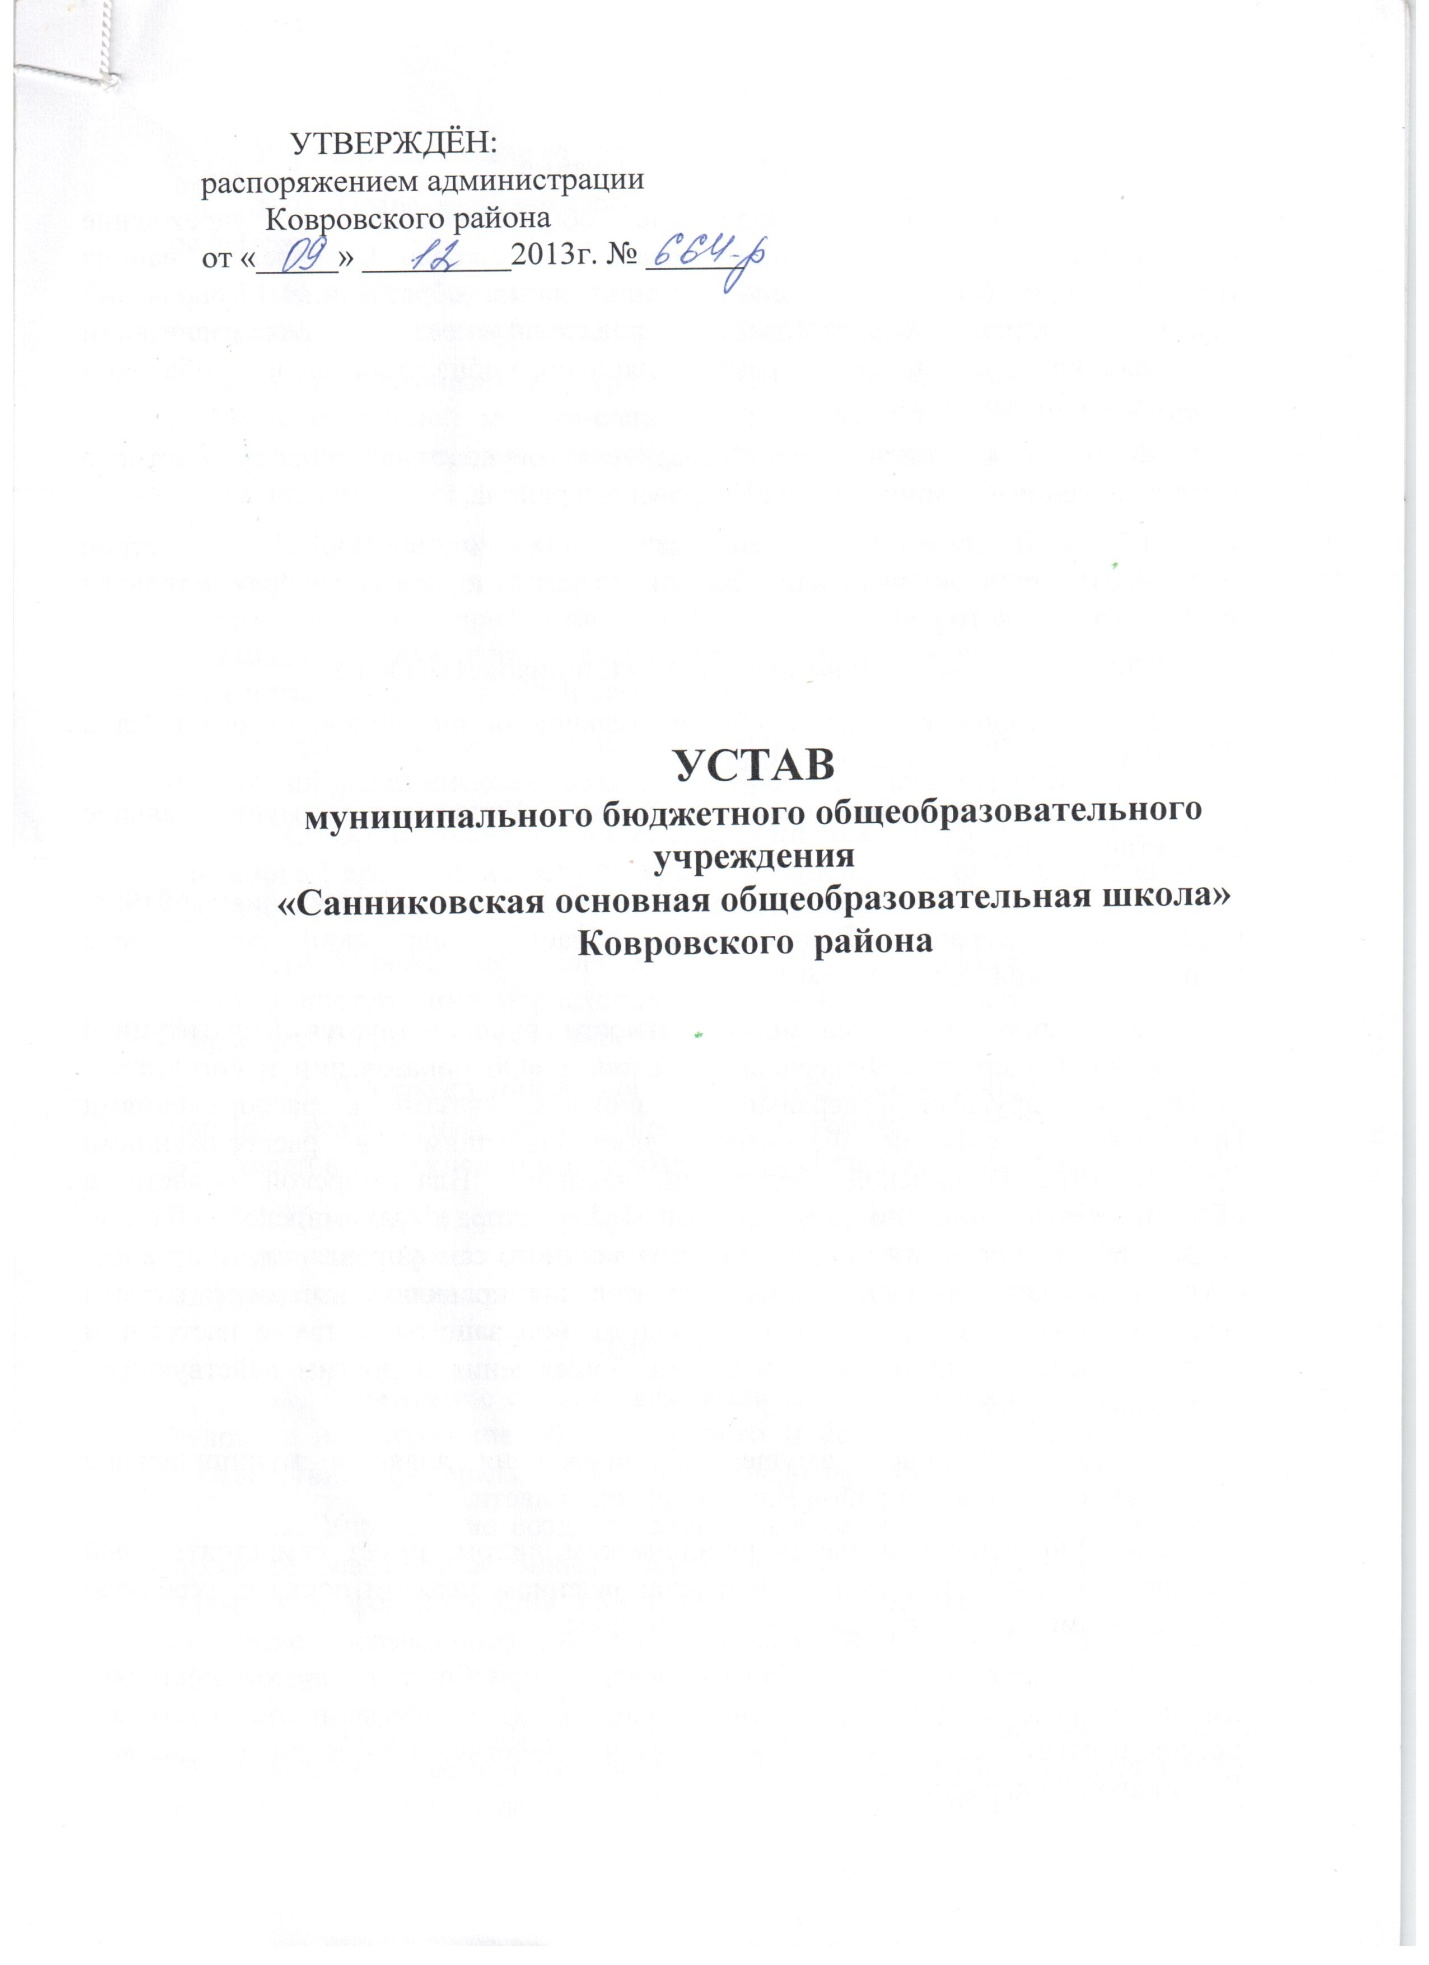 УТВЕРЖДЁН:
распоряжением администрации
Ковровского района
от «09» 12 2013г. № 664-р
УСТАВ
муниципального бюджетного общеобразовательного
учреждения
«Санниковская основная общеобразовательная школа»
Ковровского района